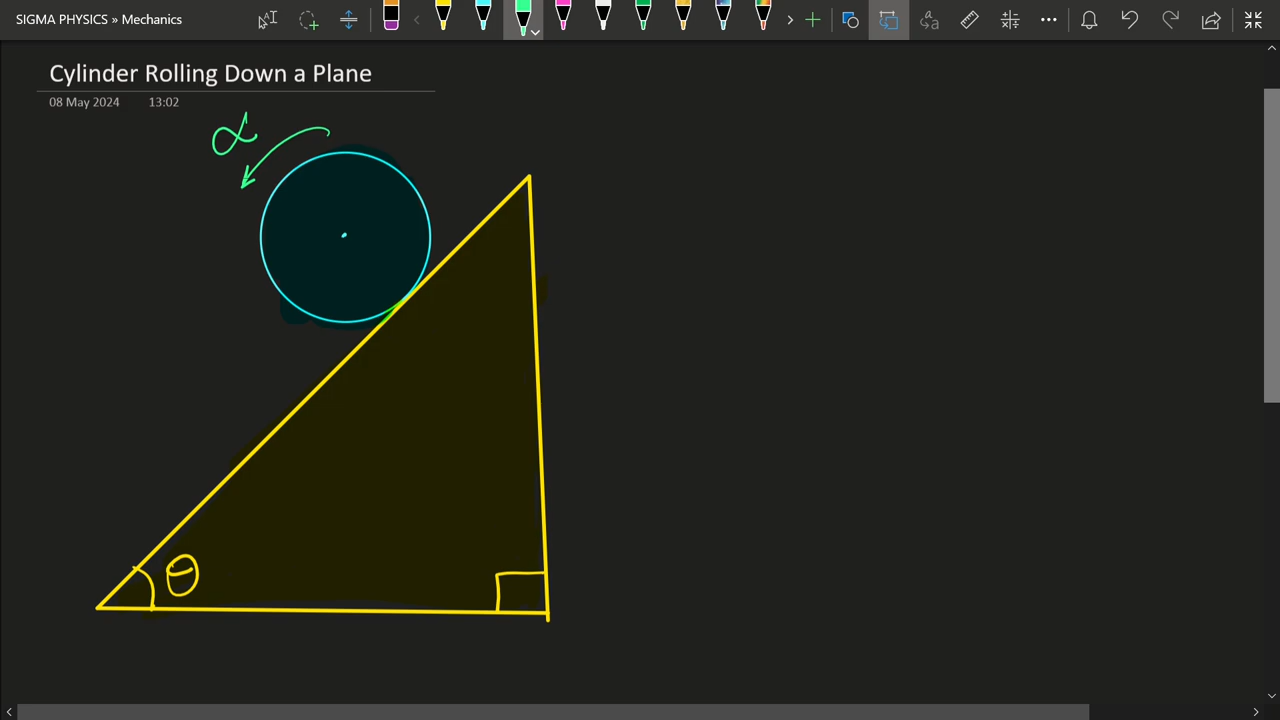 SIGMA PHYSICS » Mechanics
Cylinder Rolling Down a Plane
08 May 2024 13:02
α
θ